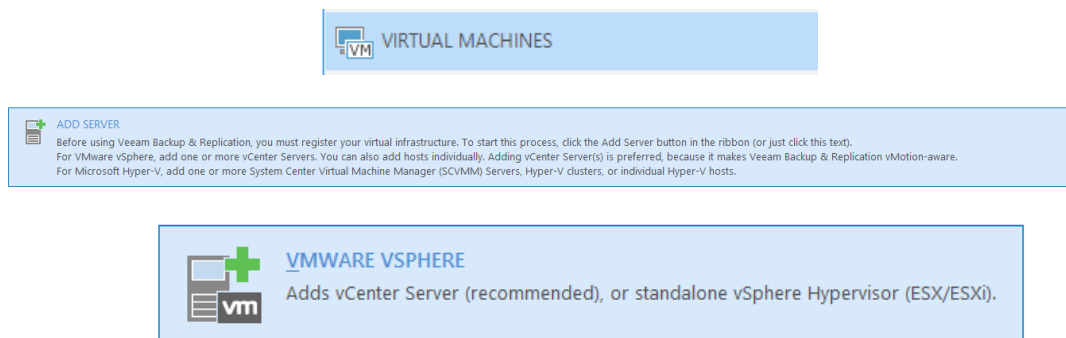 VM VIRTUAL MACHINES
ADD SERVER
Before using Veeam Backup & Replication, you must register your virtual infrastructure. To start this process, click the Add Server button in the ribbon (or just click this text).
For VMware vSphere, add one or more vCenter Servers. You can also add hosts individually. Adding vCenter Server(s) is preferred, because it makes Veeam Backup & Replication vMotion-aware.
For Microsoft Hyper-V, add one or more System Center Virtual Machine Manager (SCVMM) Servers, Hyper-V clusters, or individual Hyper-V hosts.
VMWARE VSPHERE
Adds vCenter Server (recommended), or standalone vSphere Hypervisor (ESX/ESXi).
vm